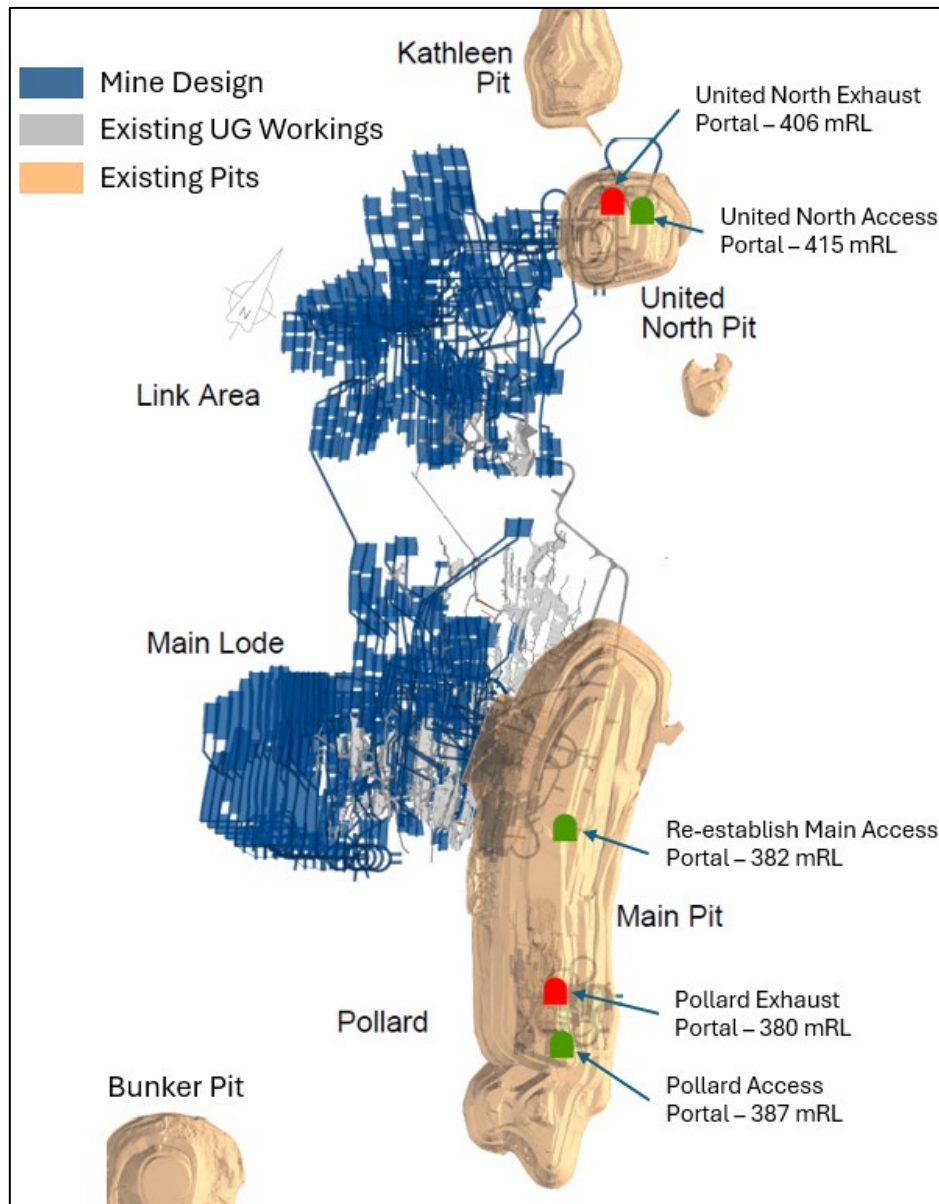 Mine Design
Existing UG Workings
Existing Pits
Kathleen
Pit
United North Exhaust
Portal – 406 mRL
United North Access
Portal – 415 mRL
United
North Pit
N
Link Area
Main Lode
Re-establish Main Access
Portal – 382 mRL
Main Pit
Pollard Exhaust
Portal – 380 mRL
Pollard
Pollard Access
Portal – 387 mRL
Bunker Pit